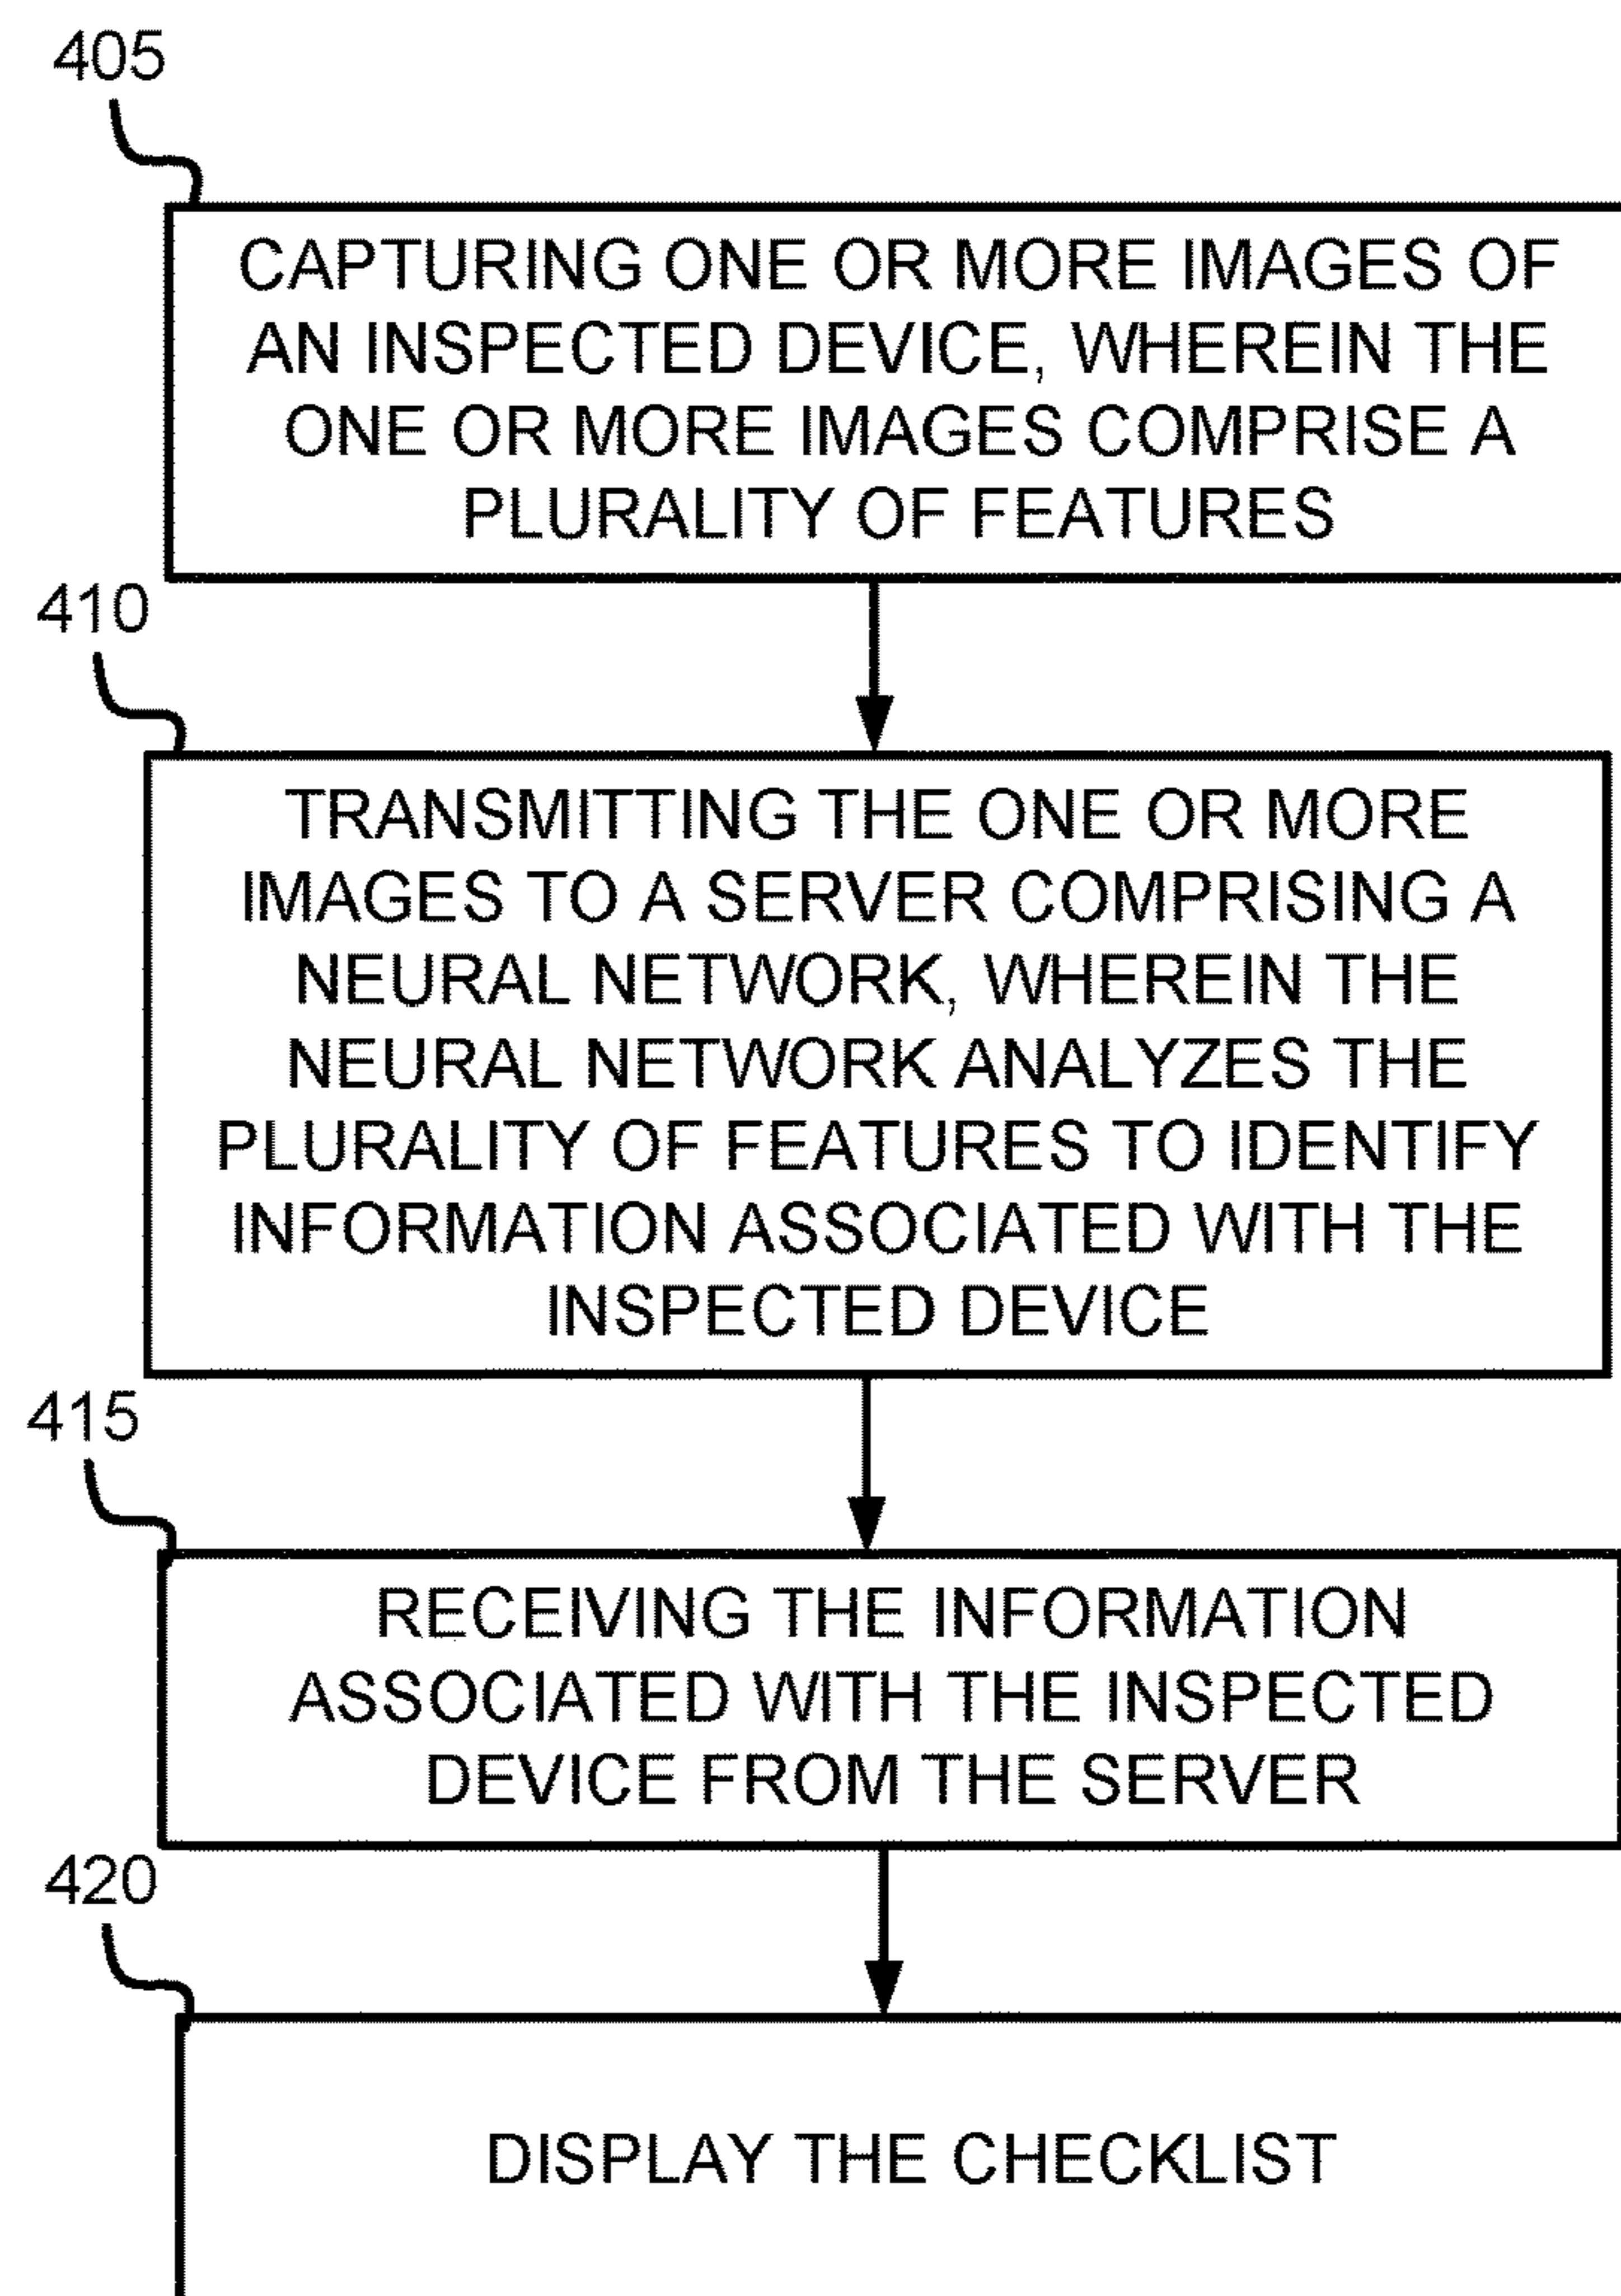 405
CAPTURING ONE OR MORE IMAGES OF
AN INSPECTED DEVICE, WHEREIN THE
ONE OR MORE IMAGES COMPRISE A
PLURALITY OF FEATURES
410
TRANSMITTING THE ONE OR MORE
IMAGES TO A SERVER COMPRISING A
NEURAL NETWORK, WHEREIN THE
NEURAL NETWORK ANALYZES THE
PLURALITY OF FEATURES TO IDENTIFY
INFORMATION ASSOCIATED WITH THE
INSPECTED DEVICE
415
RECEIVING THE INFORMATION
ASSOCIATED WITH THE INSPECTED
DEVICE FROM THE SERVER
420
DISPLAY THE CHECKLIST